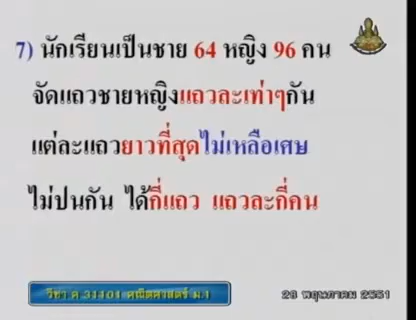 7) นักเรียนเป็นชาย 64 หญิง 96 คน
จัดแถวชายหญิงแถวละเท่าๆกัน
แต่ละแถวยาวที่สุดไม่เหลือเศษ
ไม่ปนกัน ได้กี่แถว แถวละกี่คน
วิชา ค 31101 คณิตศาสตร์ ม.1
28 พฤษภาคม 2551